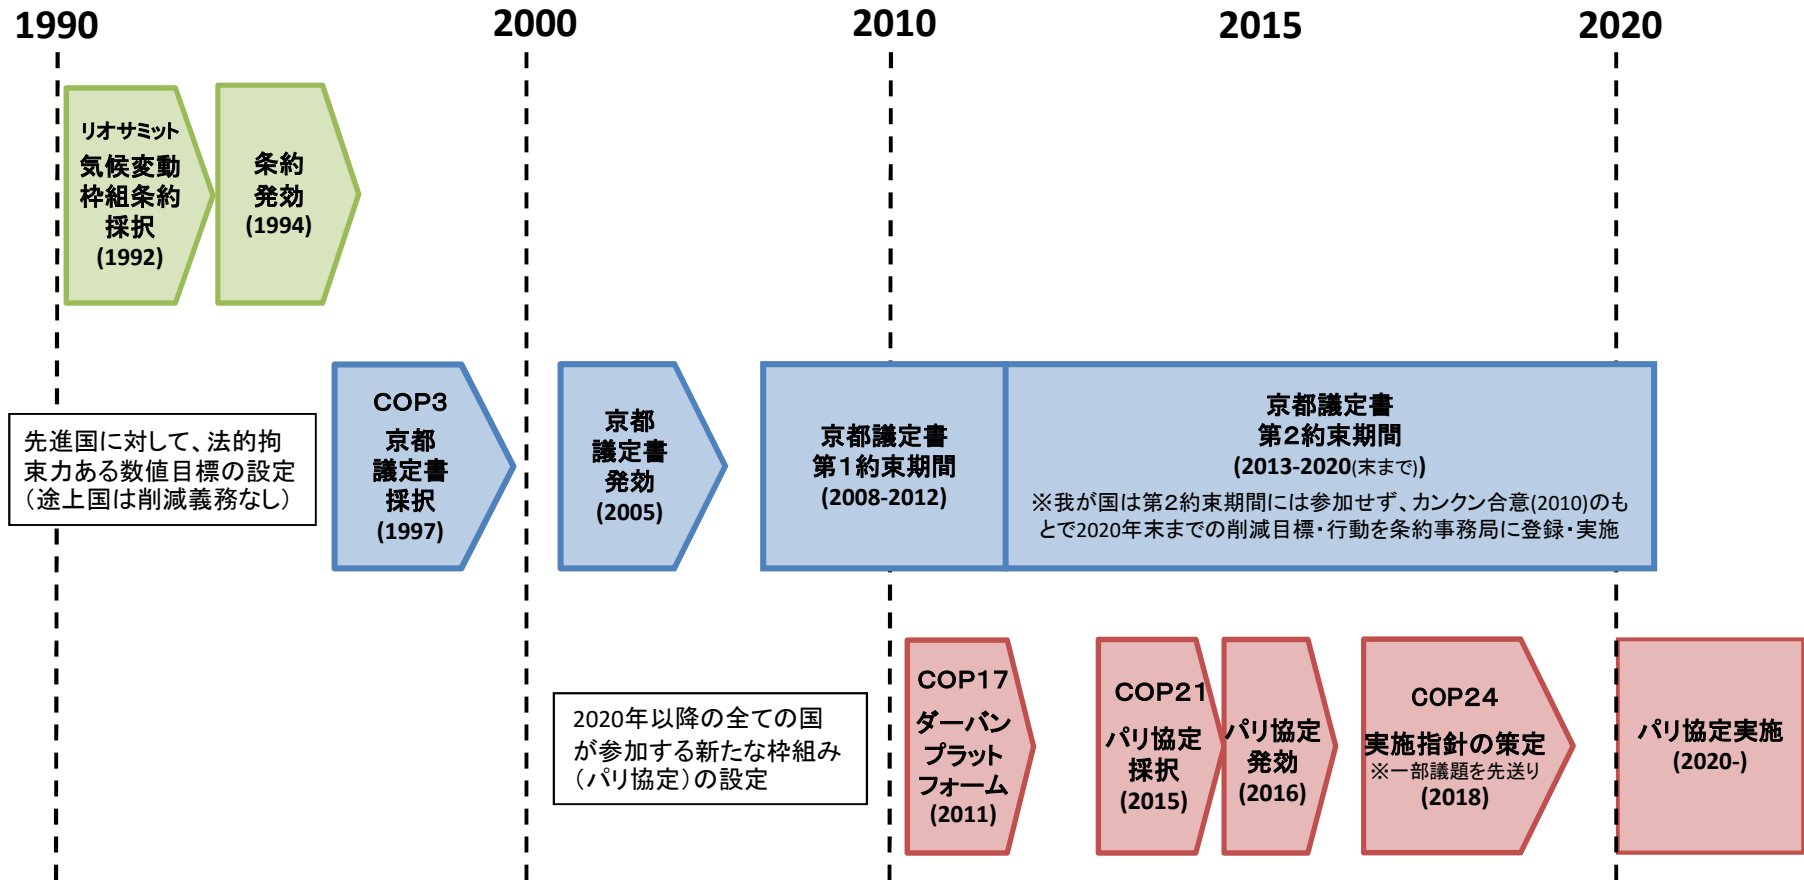 1990
2000
2010
2015
2020
リオサミット
気候変動
枠組条約
採択
(1992)
条約
発効
(1994)
先進国に対して、法的拘
束力ある数値目標の設定
（途上国は削減義務なし）
COP3
京都
議定書
採択
(1997)
京都
議定書
発効
(2005)
京都議定書
第１約束期間
(2008-2012)
京都議定書
第２約束期間
(2013-2020(末まで))
※我が国は第２約束期間には参加せず、カンクン合意(2010)のも
とで2020年末までの削減目標・行動を条約事務局に登録・実施
2020年以降の全ての国
が参加する新たな枠組み
（パリ協定）の設定
COP17
ダーバン
プラット
フォーム
(2011)
COP21
パリ協定
採択
(2015)
パリ協定
発効
(2016)
COP24
実施指針の策定
※一部議題を先送り
(2018)
パリ協定実施
(2020-)